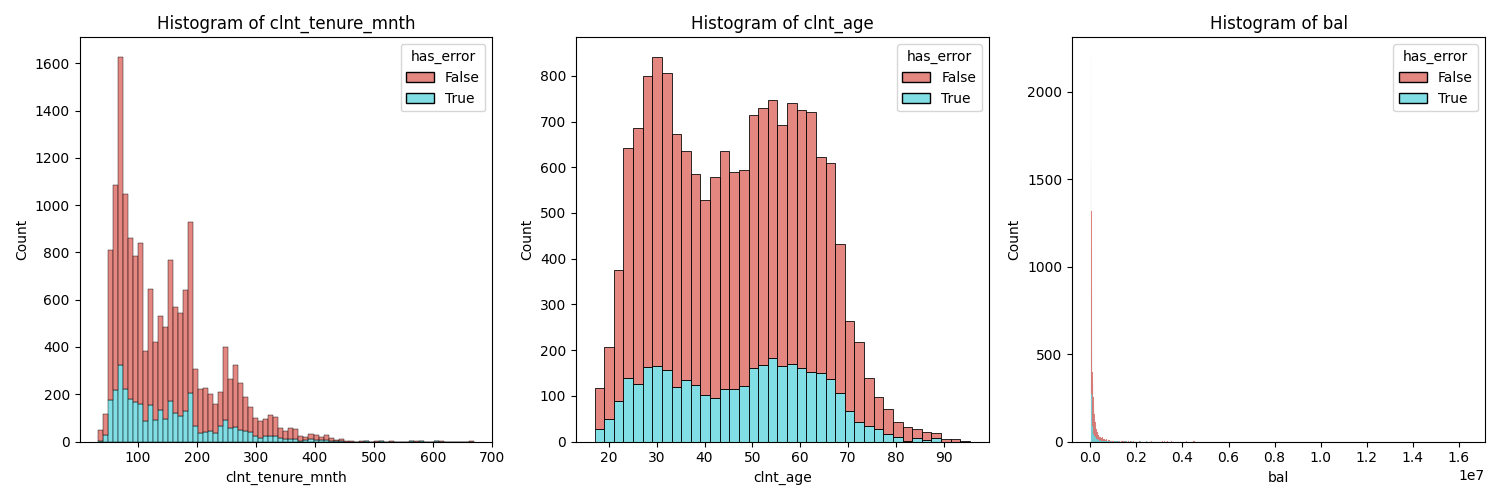 Histogram of clnt_tenure_mnth
has_error
False
True
Count
0
200
400
600
800
1000
1200
1400
1600
100
200
300
400
500
600
700
clnt_tenure_mnth
Histogram of clnt_age
has_error
False
True
Count
0
100
200
300
400
500
600
700
800
20
30
40
50
60
70
80
90
clnt_age
Histogram of bal
has_error
False
True
Count
0
500
1000
1500
2000
0.0
0.2
0.4
0.6
0.8
1.0
1.2
1.4
1.6
1e7
bal